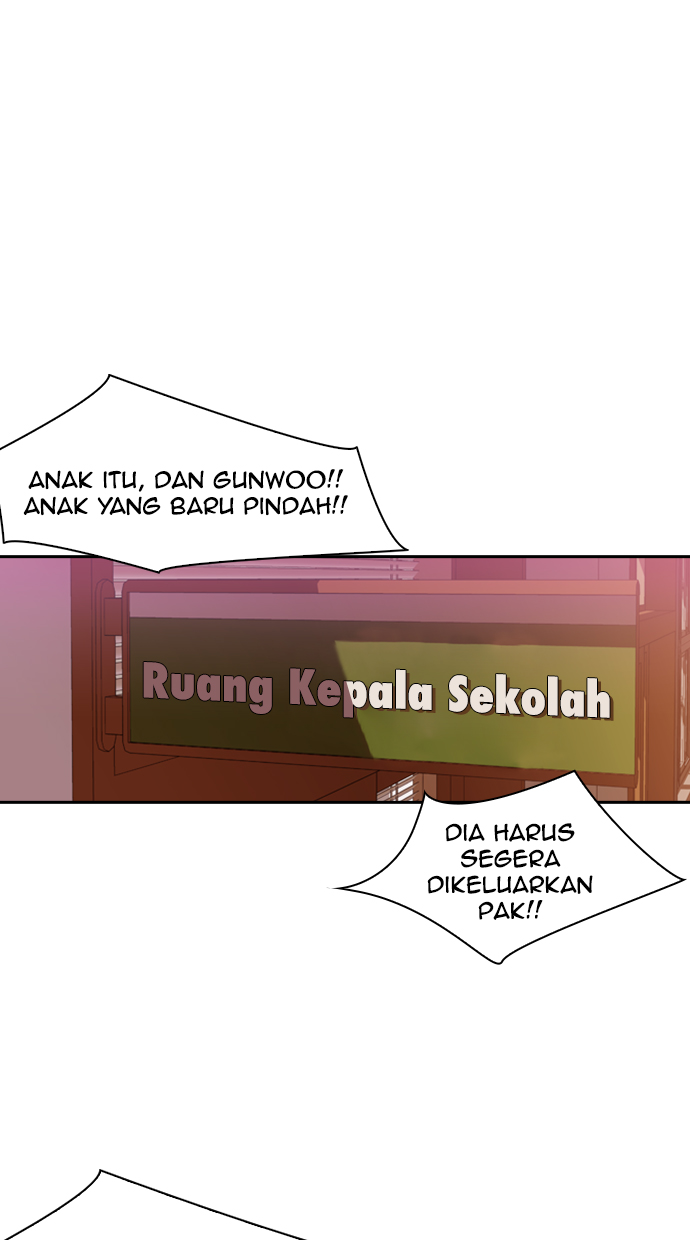 ANAK ITU, DAN GUNWOO!!
ANAK YANG BARU PINDAH!!
Ruang Kepala Sekolah
DIA HARUS
SEGERA
DIKELUARKAN
PAK!!